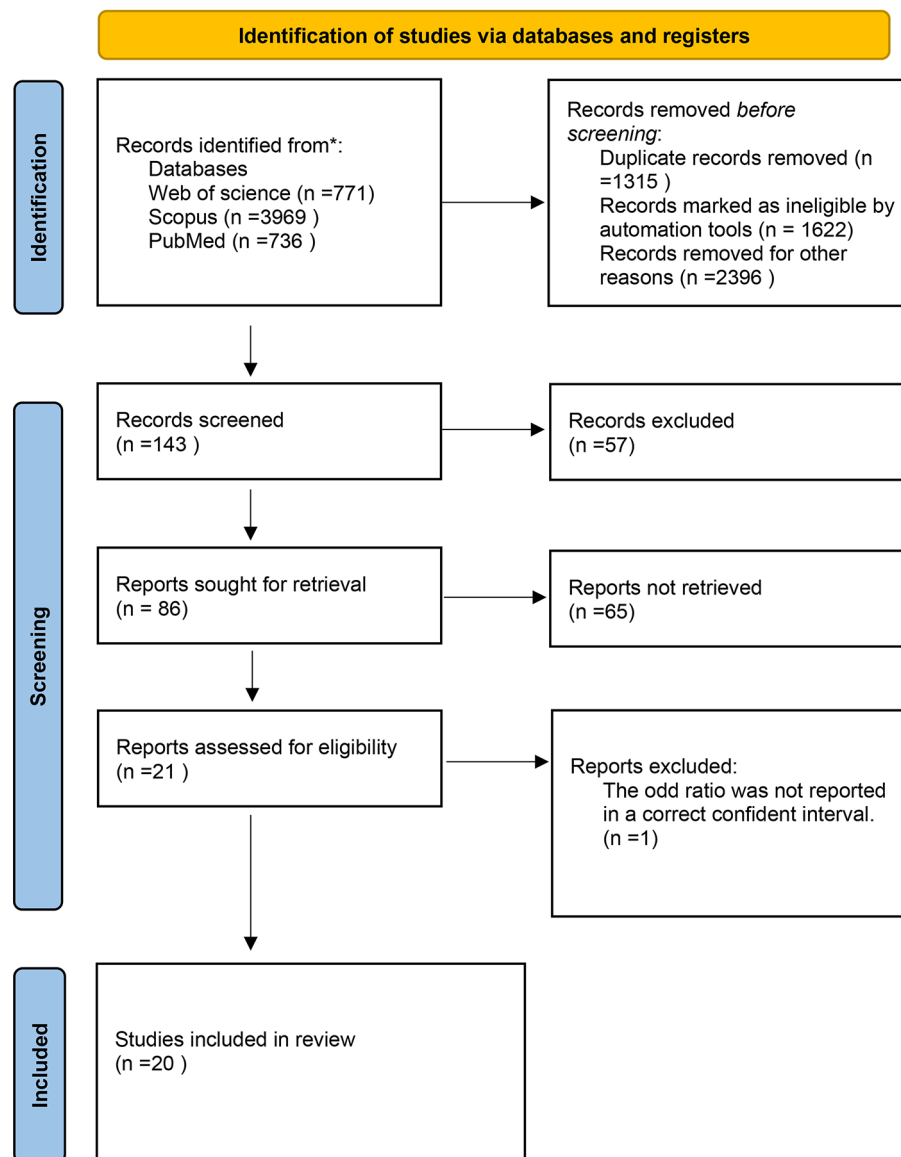 Identification of studies via databases and registers
Identification
Records identified from*:
Databases
Web of science (n =771)
Scopus (n =3969 )
PubMed (n =736 )
Records removed before
screening:
Duplicate records removed (n
=1315 )
Records marked as ineligible by
automation tools (n = 1622)
Records removed for other
reasons (n =2396 )
Screening
Records screened
(n =143 )
Records excluded
(n =57)
Reports sought for retrieval
(n = 86)
Reports not retrieved
(n =65)
Reports assessed for eligibility
(n =21 )
Reports excluded:
The odd ratio was not reported
in a correct confident interval.
(n =1)
Included
Studies included in review
(n =20 )